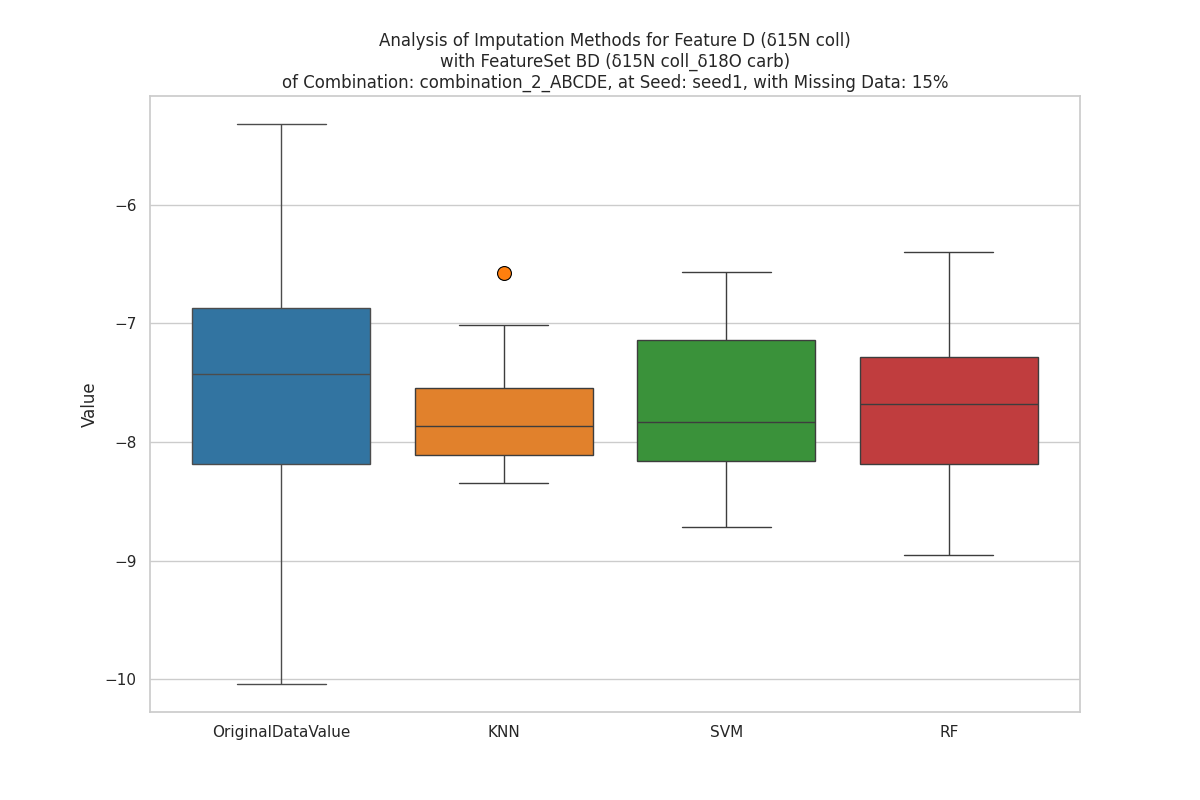 Analysis of Imputation Methods for Feature D (δ15N coll)
with FeatureSet BD (δ15N coll_δ18O carb)
of Combination: combination_2_ABCDE, at Seed: seed1, with Missing Data: 15%
Value
−6
−7
−8
−9
−10
OriginalDataValue
KNN
SVM
RF